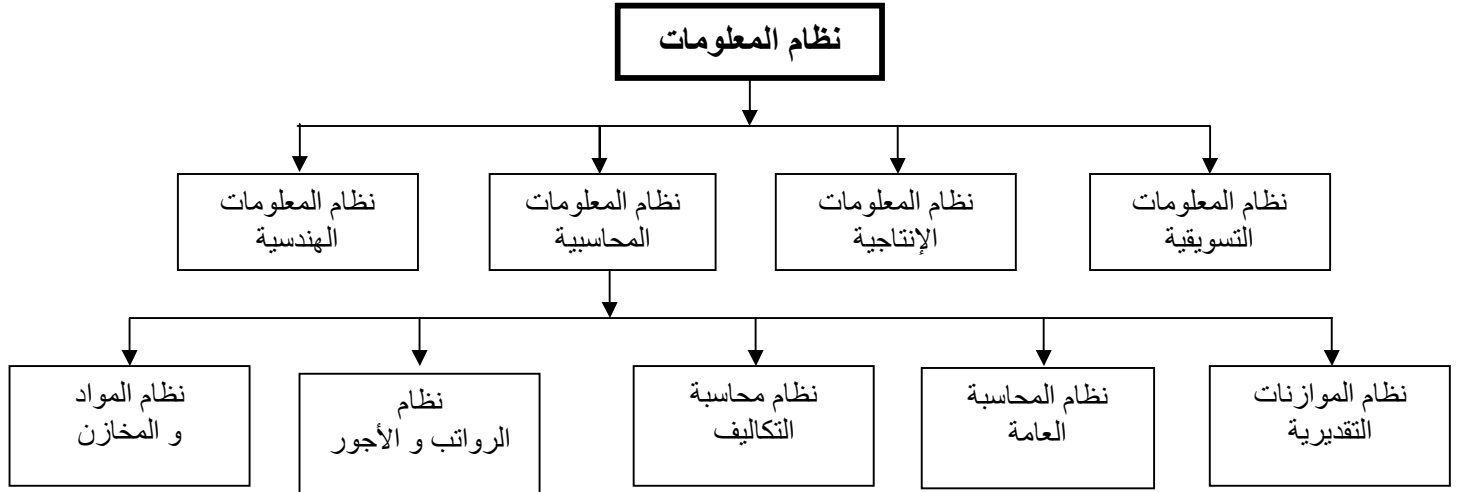 نظام المعلومات
نظام المعلومات
التسويقية
نظام المعلومات
الإنتاجية
نظام المعلومات
المحاسبية
نظام المعلومات
الهندسية
نظام الموازنات
التقديرية
نظام المحاسبة
العامة
نظام محاسبة
التكاليف
نظام
الرواتب و الأجور
نظام المواد
و المخازن